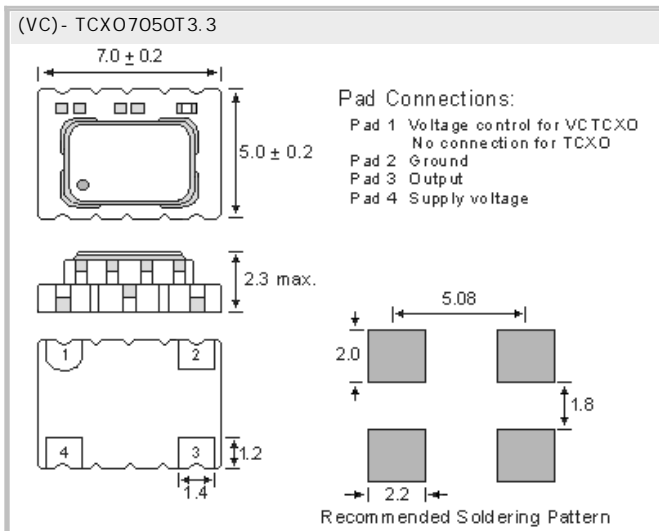 (VC)- TCXO7050T3.3
7.0 ± 0.2
5.0 ± 0.2
Pad Connections:
Pad 1 Voltage control for VCTCXO
No connection for TCXO
Pad 2 Ground
Pad 3 Output
Pad 4 Supply voltage
2.3 max.
5.08
2.0
1.8
1 2
4 3
1.2
1.4
2.2
Recommended Soldering Pattern